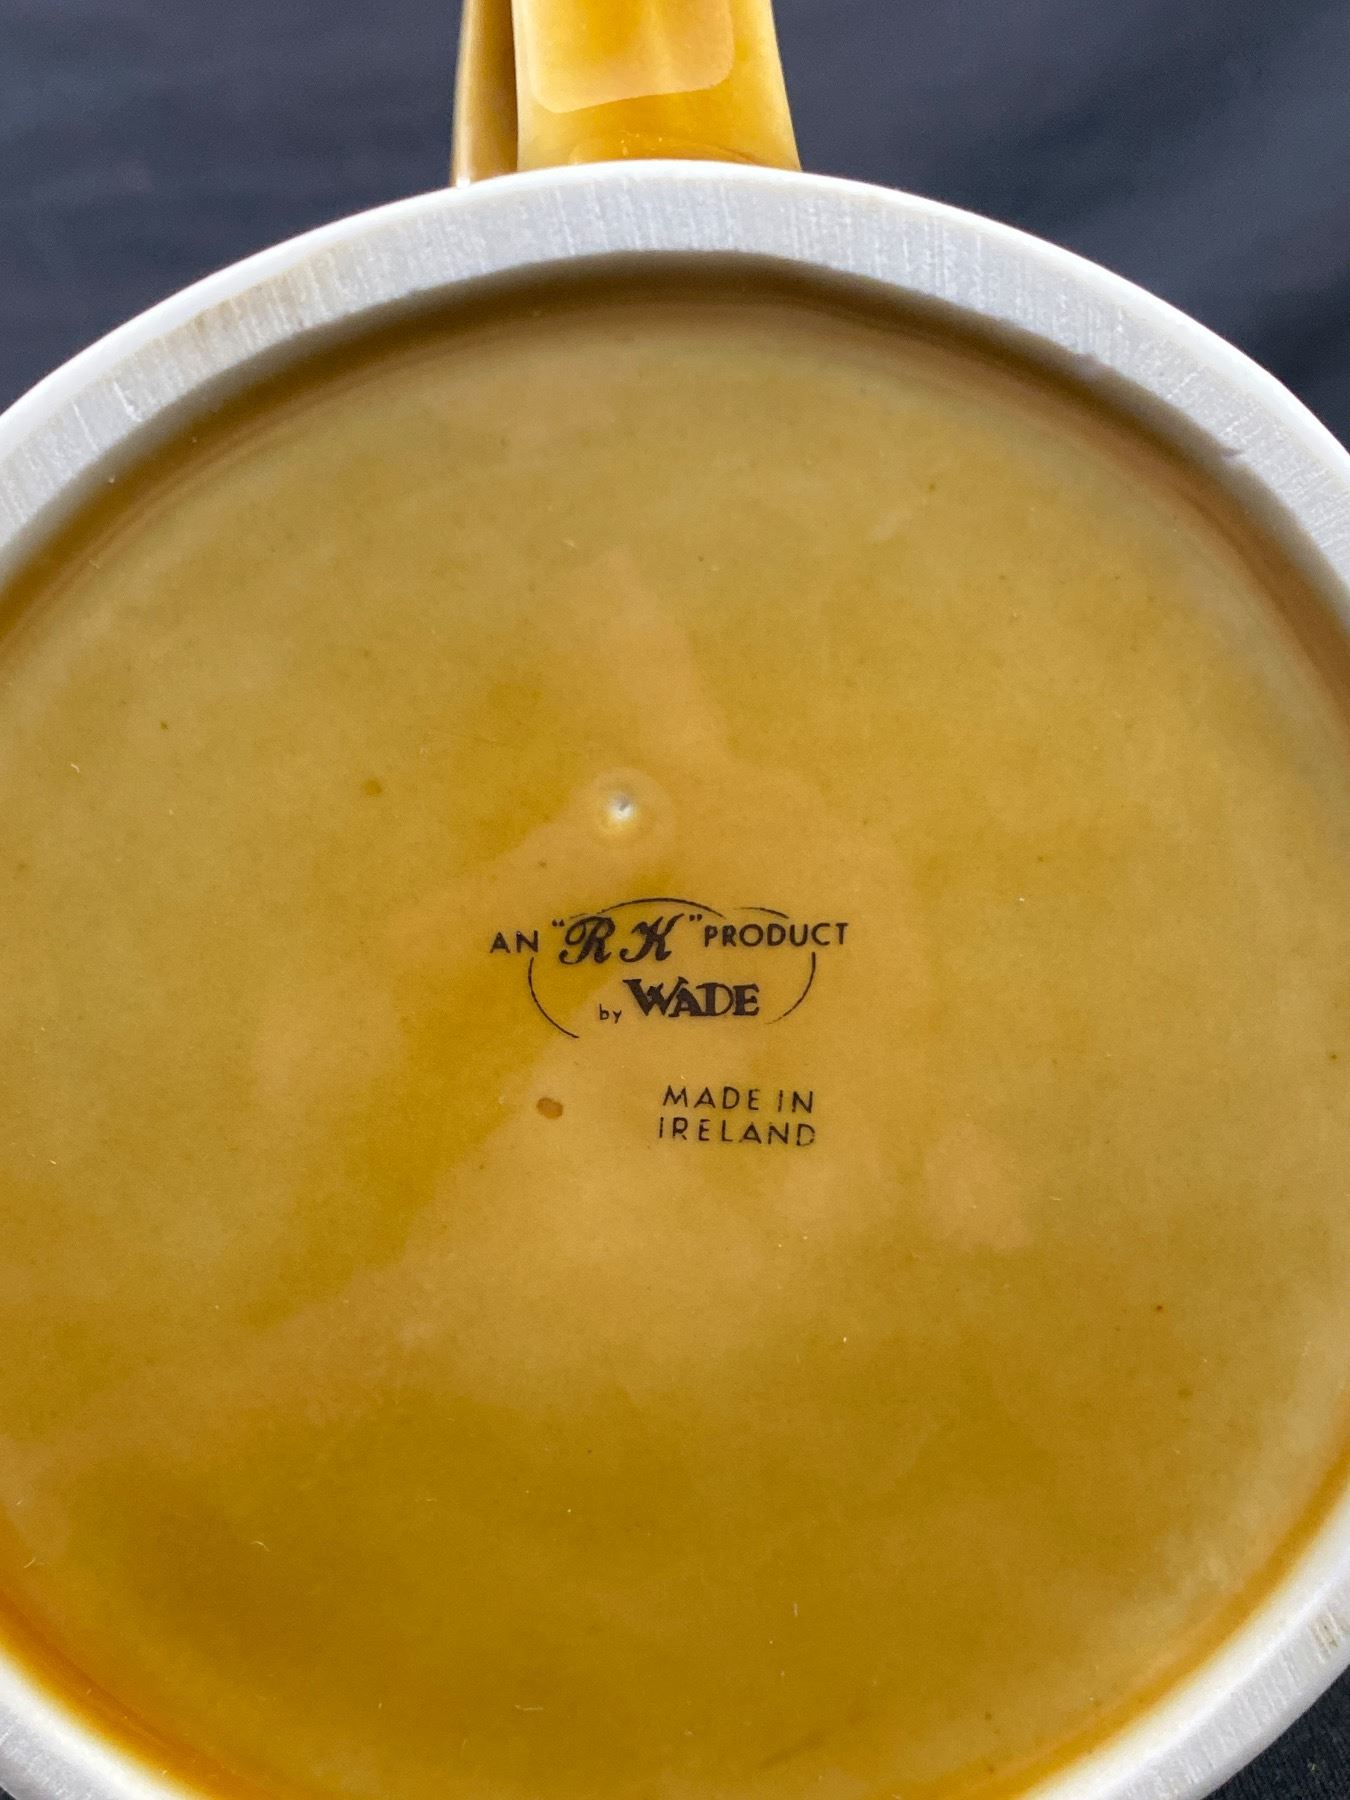 AN "RK" PRODUCT
by WADE
MADE IN
IRELAND